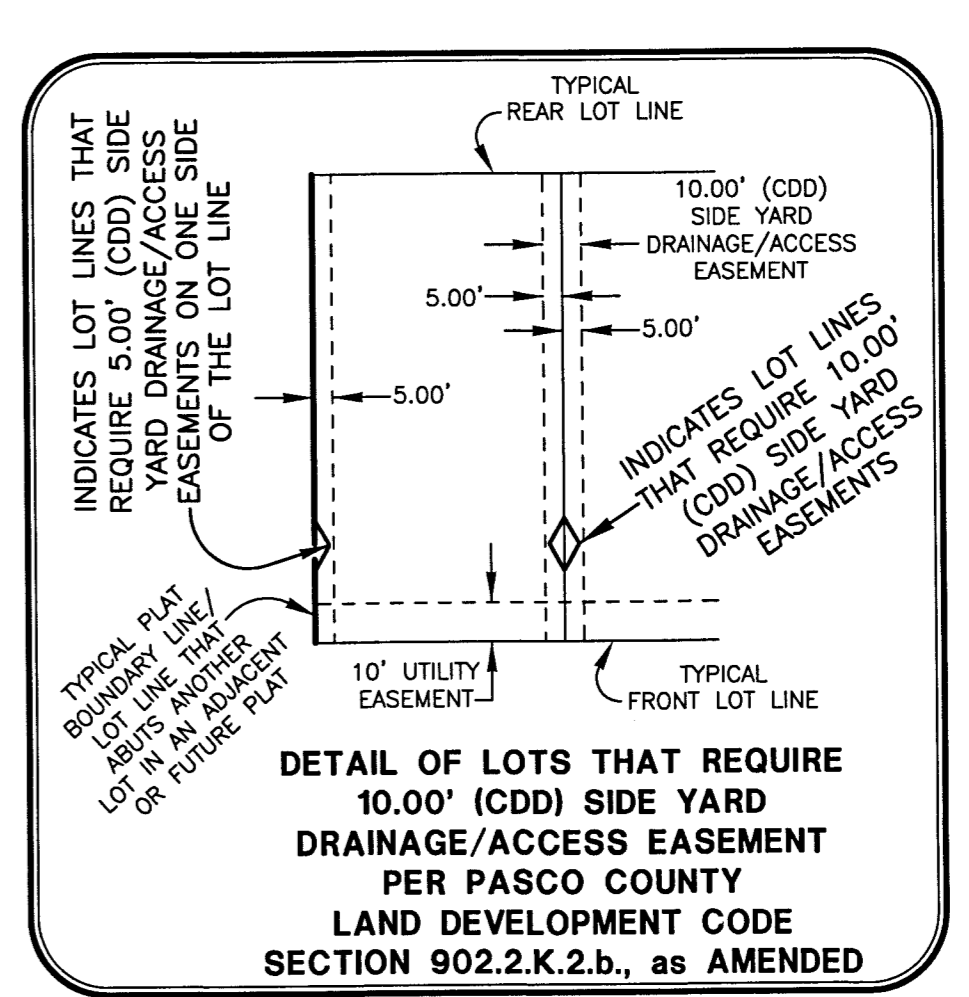 TYPICAL
REAR LOT LINE
INDICATES LOT LINES THAT
REQUIRE 5.00' (CDD) SIDE
YARD DRAINAGE/ACCESS
EASEMENTS ON ONE SIDE
OF THE LOT LINE
10.00' (CDD)
SIDE YARD
DRAINAGE/ACCESS
EASEMENT
5.00'
5.00'
5.00'
INDICATES LOT LINES
THAT REQUIRE 10.00'
(CDD) SIDE YARD
DRAINAGE/ACCESS
EASEMENTS
TYPICAL PLAT
BOUNDARY LINE/
LOT LINE THAT
ABUTS ANOTHER
LOT IN AN ADJACENT
OR FUTURE PLAT
10' UTILITY
EASEMENT
TYPICAL
FRONT LOT LINE
DETAIL OF LOTS THAT REQUIRE
10.00' (CDD) SIDE YARD
DRAINAGE/ACCESS EASEMENT
PER PASCO COUNTY
LAND DEVELOPMENT CODE
SECTION 902.2.K.2.b., as AMENDED